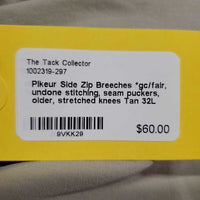 The Tack Collector
1002319-297
Pikeur Side Zip Breeches *gc/fair,
undone stitching, seam puckers,
older, stretched knees Tan 32L
$60.00
9VKK29